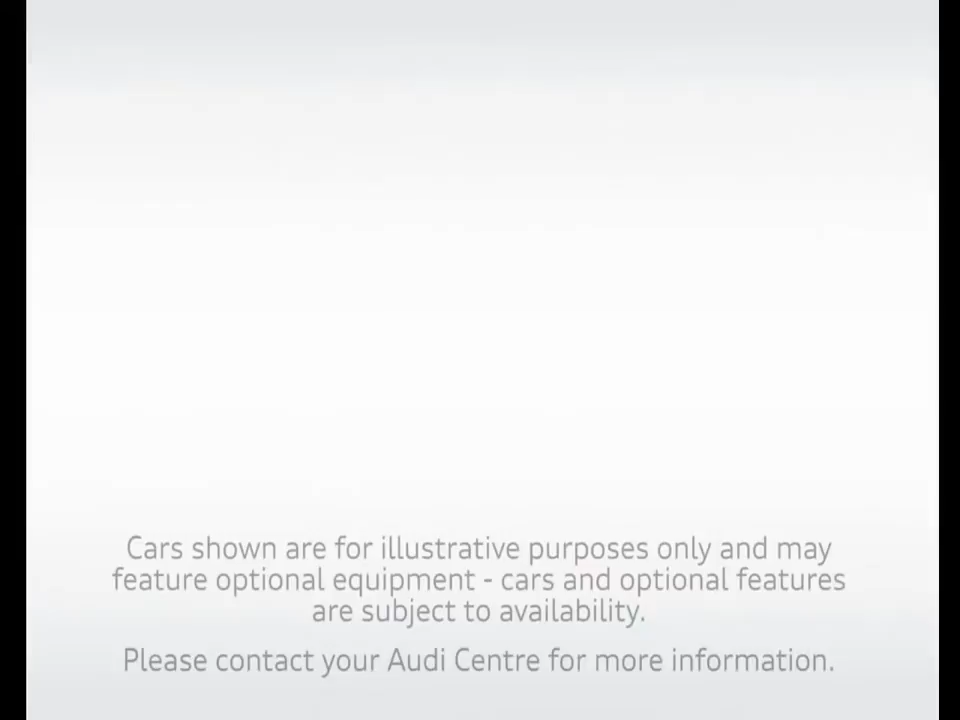 Cars shown are for illustrative purposes only and may
feature optional equipment - cars and optional features
are subject to availability.
Please contact your Audi Centre for more information.